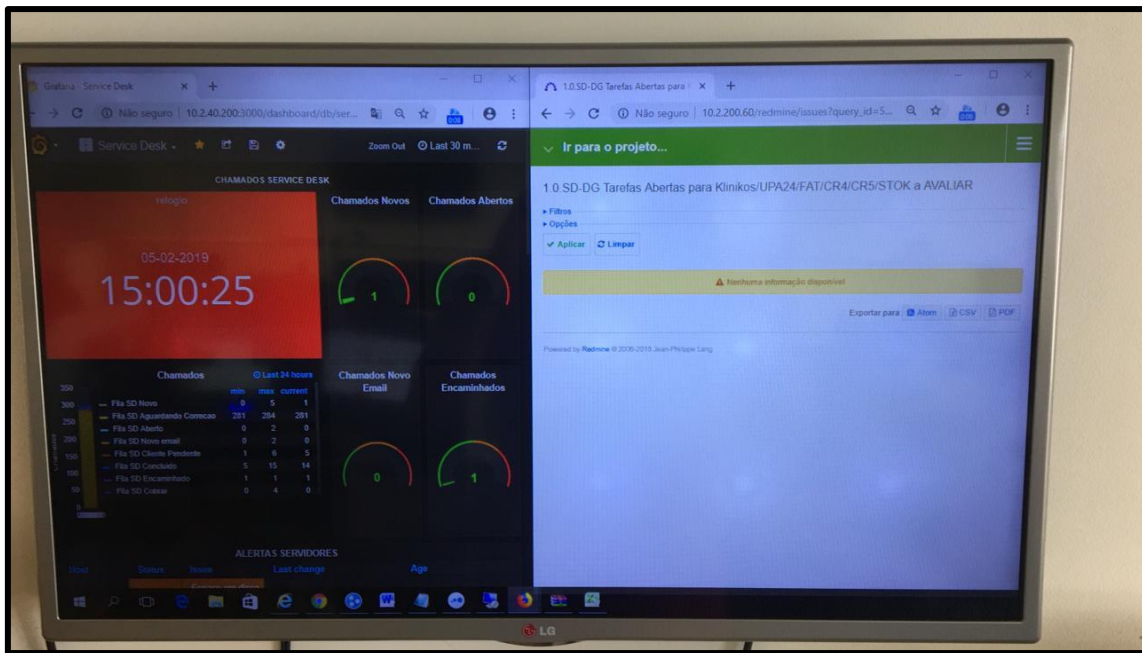 Grafana - Service Desk
Não seguro | 10.2.40.200:3000/dashboard/db/ser...
Service Desk
Zoom Out
Last 30 m...
CHAMADOS SERVICE DESK
relogio
05-02-2019
15:00:25
Chamados Novos
1
Chamados Abertos
0
Chamados
Last 24 hours
min max current
350
300
250
200
150
100
50
0
Fila SD Novo 0 5 1
Fila SD Aguardando Correcao 281 284 281
Fila SD Aberto 0 2 0
Fila SD Novo email 0 2 0
Fila SD Cliente Pendente 1 6 5
Fila SD Concluido 5 15 14
Fila SD Encaminhado 1 1 1
Fila SD Cobrar 0 4 0
Chamados Novo
Email
0
Chamados
Encaminhados
1
ALERTAS SERVIDORES
Host Status Issue Last change Age
1.0.SD-DG Tarefas Abertas para
Não seguro | 10.2.200.60/redmine/issues?query_id=5...
Ir para o projeto...
1.0.SD-DG Tarefas Abertas para Klinikos/UPA24/FAT/CR4/CR5/STOK a AVALIAR
Filtros
Opções
Aplicar Limpar
Nenhuma informação disponível
Exportar para Atom CSV PDF
Powered by Redmine © 2006-2018 Jean-Philippe Lang
LG